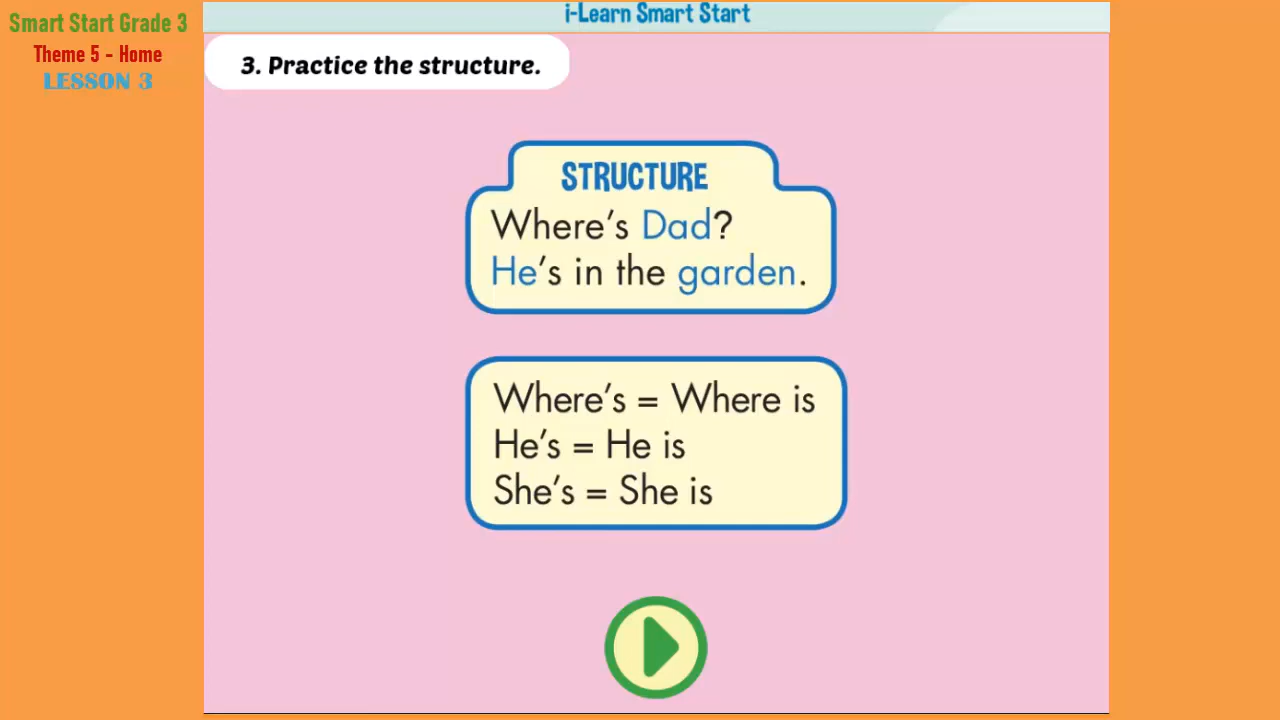 Smart Start Grade 3
Theme 5 - Home
LESSON 3
i-Learn Smart Start
3. Practice the structure.
STRUCTURE
Where's Dad?
He's in the garden.
Where's = Where is
He's = He is
She's = She is